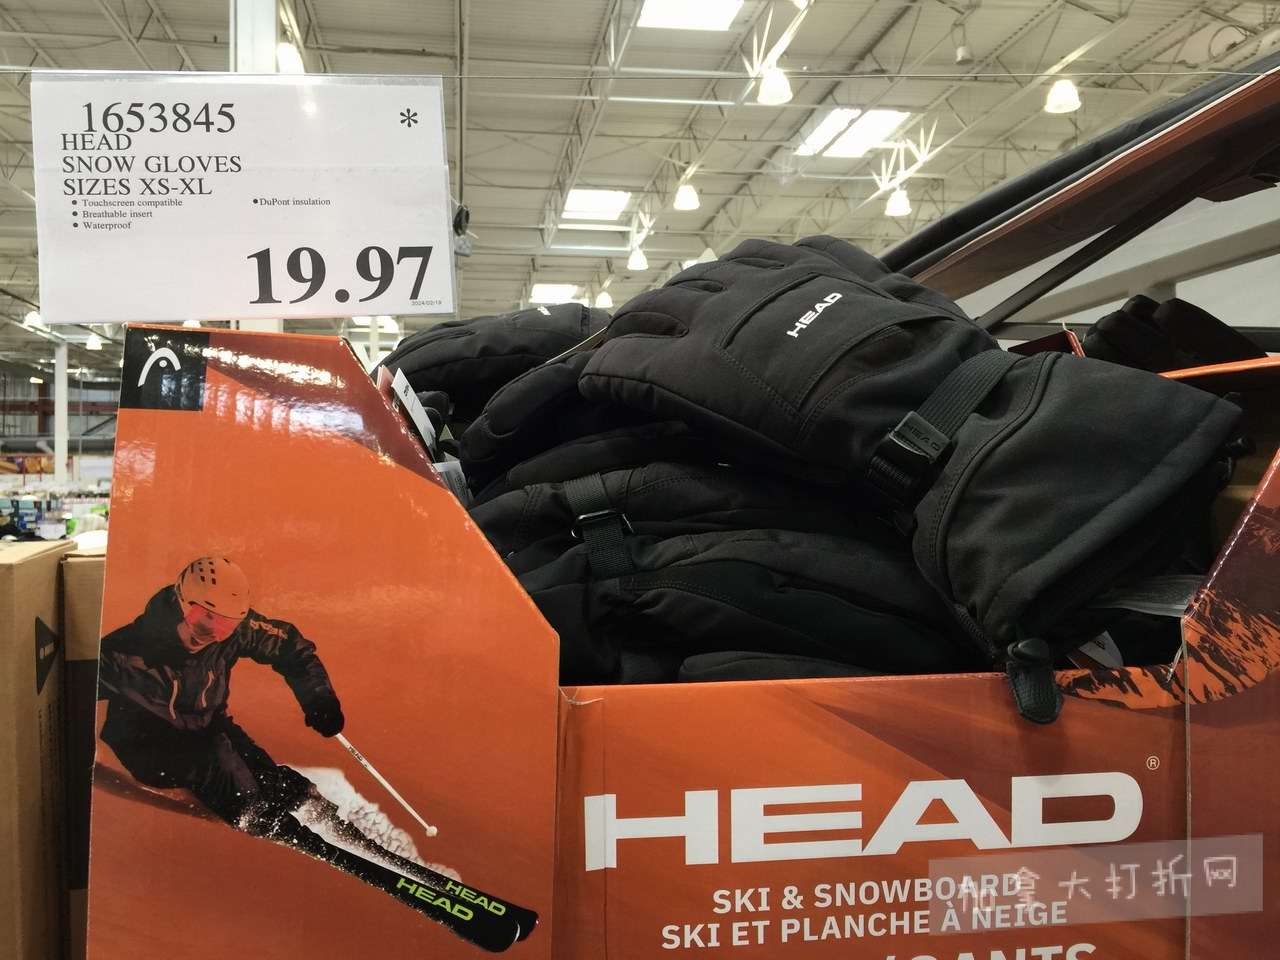 1653845 *
HEAD
SNOW GLOVES
SIZES XS-XL
• Touchscreen compatible
• DuPont insulation
• Breathable insert
• Waterproof
19.97
2024/02/19
HEAD
HEAD
HEAD
HEAD
HEAD®
SKI & SNOWBOARD
SKI ET PLANCHE À NEIGE
/GANTS
加拿大打折网